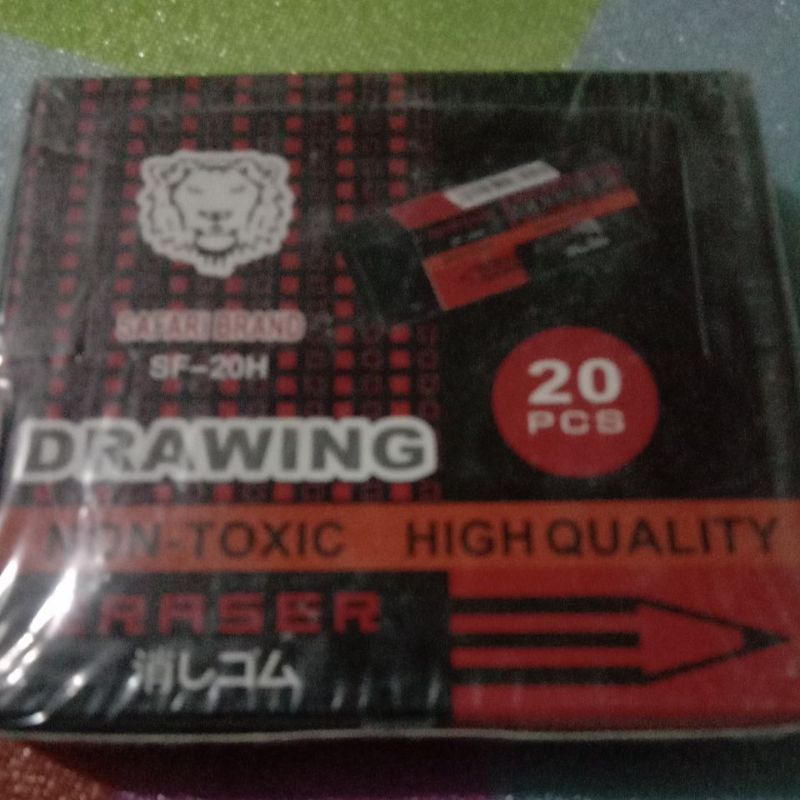 SAFARI BRAND
SF-20H
20
PCS
DRAWING
NON-TOXIC HIGH QUALITY
ERASER
消しゴム